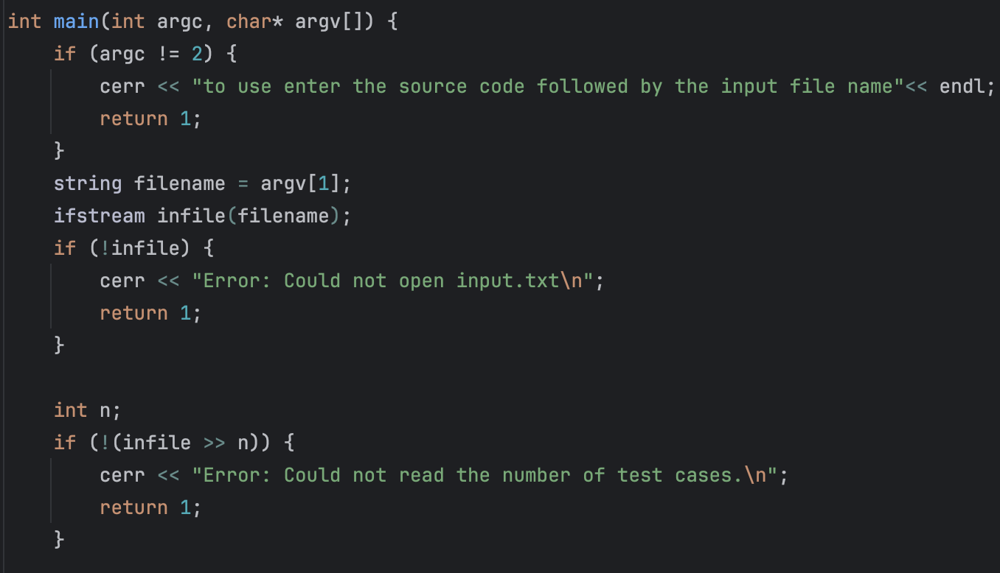 int main(int argc, char* argv[]) {
    if (argc != 2) {
        cerr << "to use enter the source code followed by the input file name"<< endl;
        return 1;
    }
    string filename = argv[1];
    ifstream infile(filename);
    if (!infile) {
        cerr << "Error: Could not open input.txt\n";
        return 1;
    }

    int n;
    if (!(infile >> n)) {
        cerr << "Error: Could not read the number of test cases.\n";
        return 1;
    }